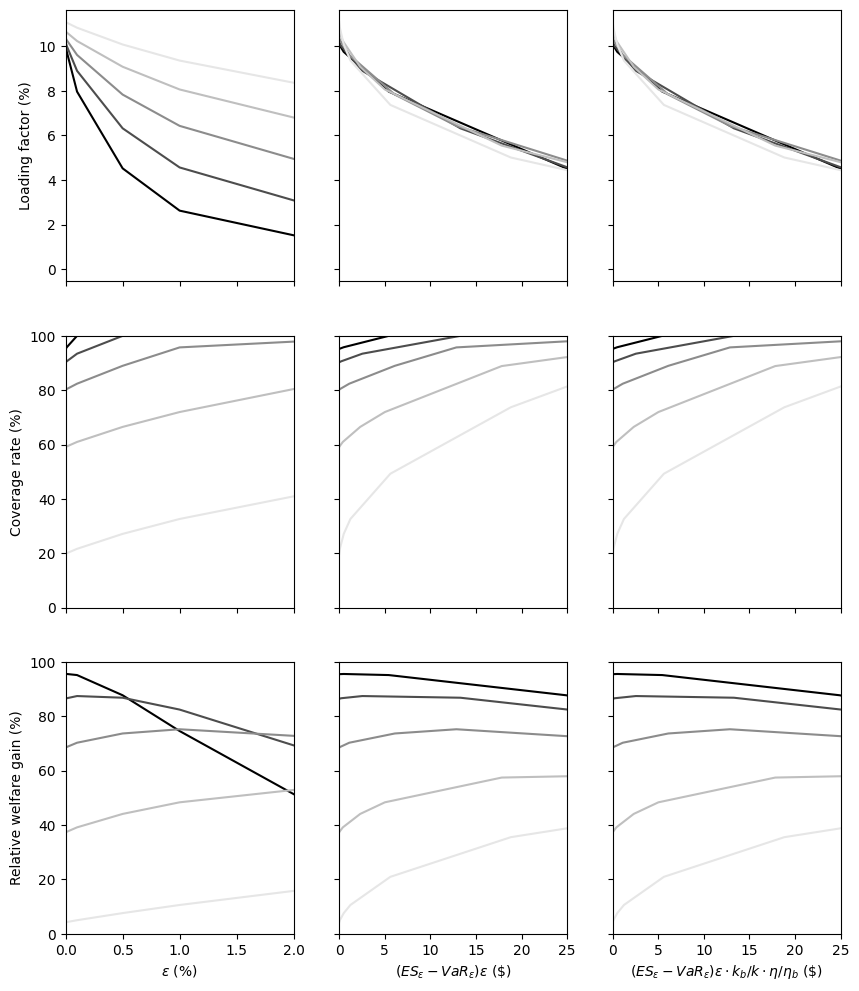 Loading factor (%)
10
8
6
4
2
0
Coverage rate (%)
100
80
60
40
20
0
Relative welfare gain (%)
100
80
60
40
20
0
0.0 0.5 1.0 1.5 2.0
ε (%)
0 5 10 15 20 25
(ES_ε − VaR_ε)ε ($)
0 5 10 15 20 25
(ES_ε − VaR_ε)ε · k_b/k · η/η_b ($)